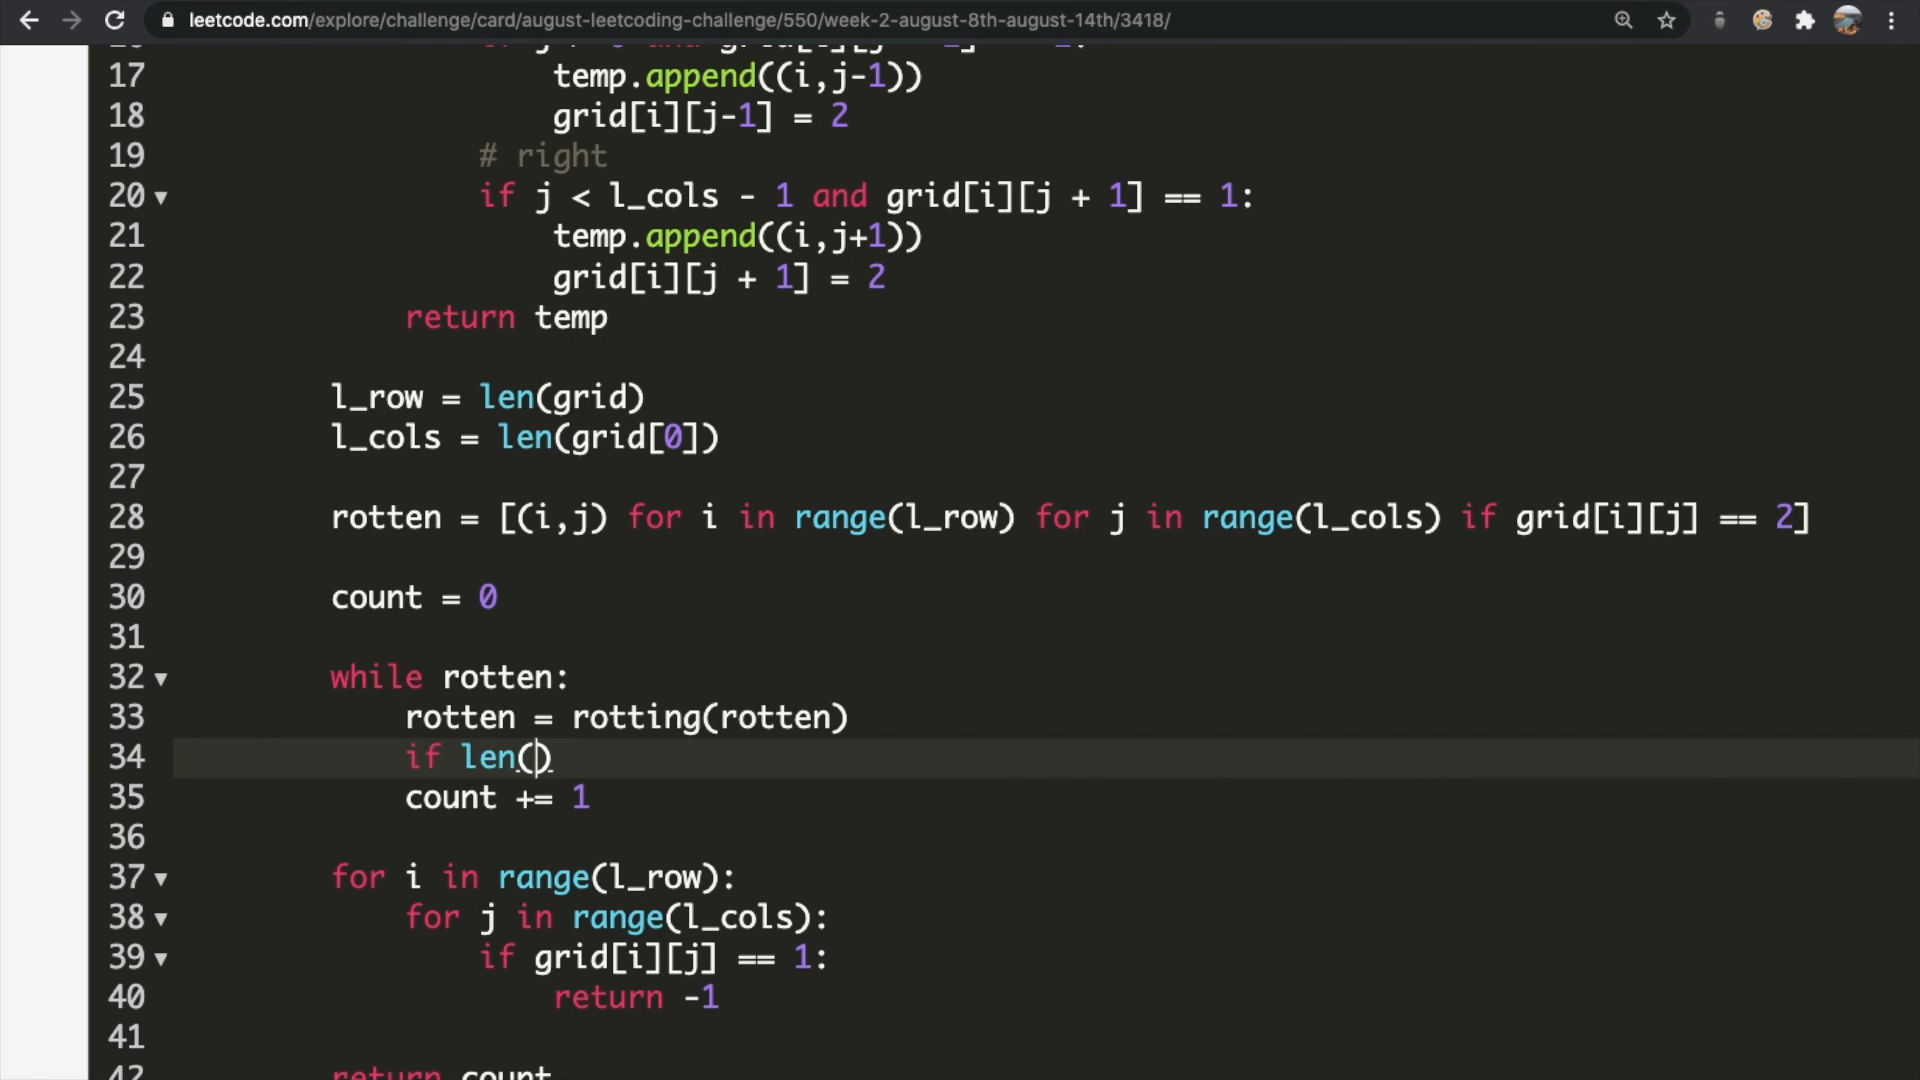 leetcode.com/explore/challenge/card/august-leetcoding-challenge/550/week-2-august-8th-august-14th/3418/
17 temp.append((i,j-1))
18 grid[i][j-1] = 2
19 # right
20 if j < l_cols - 1 and grid[i][j + 1] == 1:
21 temp.append((i,j+1))
22 grid[i][j + 1] = 2
23 return temp
24
25 l_row = len(grid)
26 l_cols = len(grid[0])
27
28 rotten = [(i,j) for i in range(l_row) for j in range(l_cols) if grid[i][j] == 2]
29
30 count = 0
31
32 while rotten:
33 rotten = rotting(rotten)
34 if len()
35 count += 1
36
37 for i in range(l_row):
38 for j in range(l_cols):
39 if grid[i][j] == 1:
40 return -1
41
42 return count